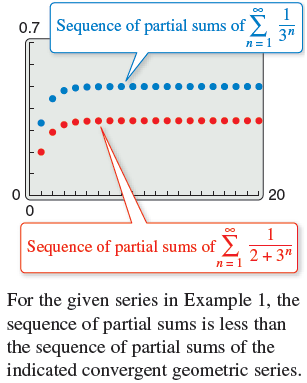 Sequence of partial sums of ∞∑n=1 1/3ⁿ
0.7
0
20
0
Sequence of partial sums of ∞∑n=1 1/(2 + 3ⁿ)
For the given series in Example 1, the
sequence of partial sums is less than
the sequence of partial sums of the
indicated convergent geometric series.